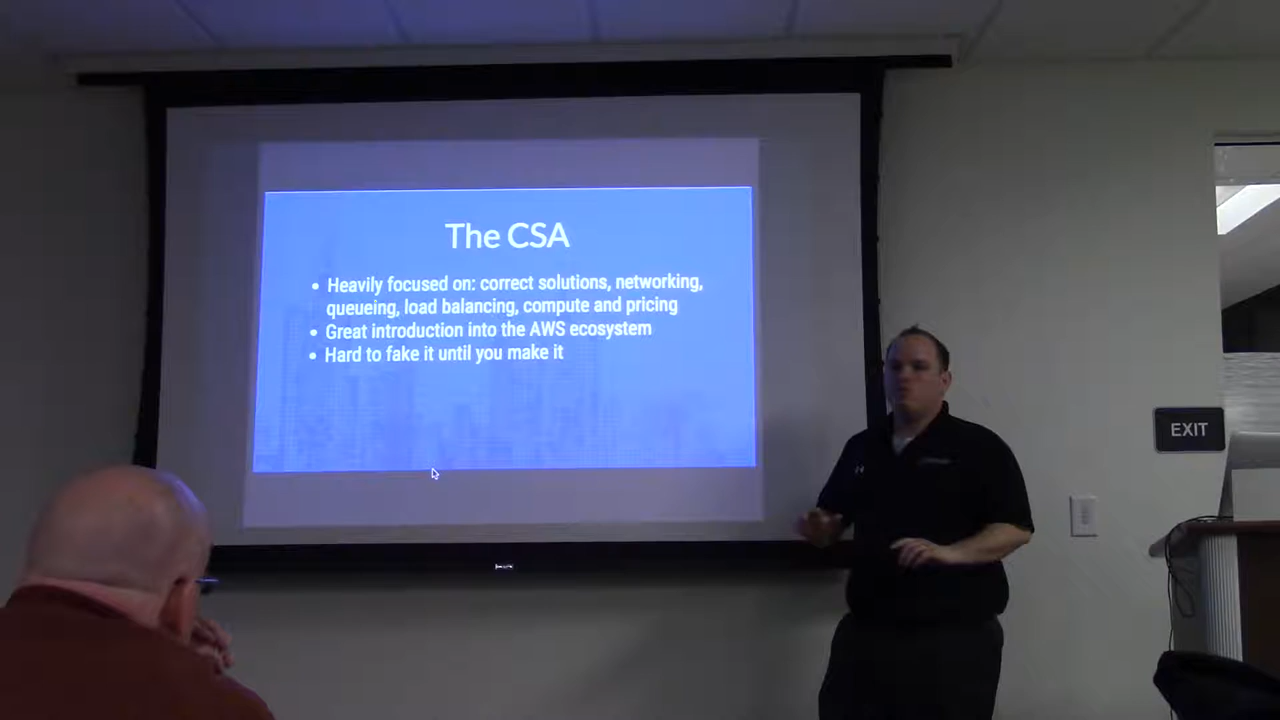 The CSA
• Heavily focused on: correct solutions, networking,
queueing, load balancing, compute and pricing
• Great introduction into the AWS ecosystem
• Hard to fake it until you make it
EXIT